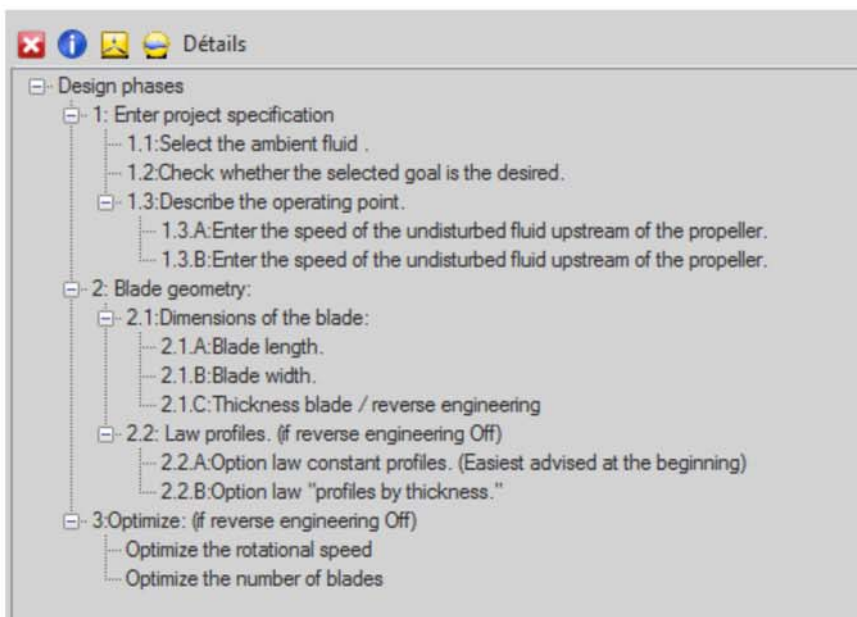 Détails
Design phases
1: Enter project specification
1.1:Select the ambient fluid .
1.2:Check whether the selected goal is the desired.
1.3:Describe the operating point.
1.3.A:Enter the speed of the undisturbed fluid upstream of the propeller.
1.3.B:Enter the speed of the undisturbed fluid upstream of the propeller.
2: Blade geometry:
2.1:Dimensions of the blade:
2.1.A:Blade length.
2.1.B:Blade width.
2.1.C:Thickness blade / reverse engineering
2.2: Law profiles. (if reverse engineering Off)
2.2.A:Option law constant profiles. (Easiest advised at the beginning)
2.2.B:Option law "profiles by thickness."
3:Optimize: (if reverse engineering Off)
Optimize the rotational speed
Optimize the number of blades